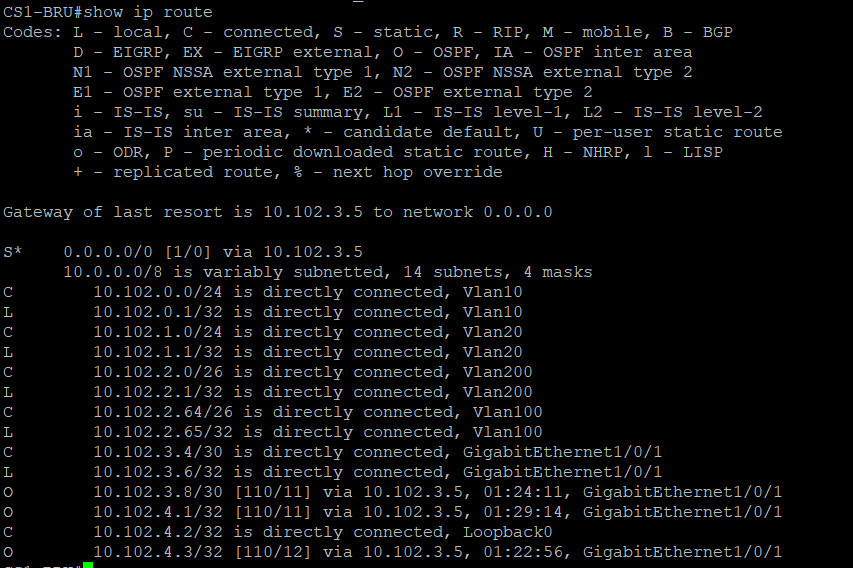 CS1-BRU#show ip route
Codes: L - local, C - connected, S - static, R - RIP, M - mobile, B - BGP
       D - EIGRP, EX - EIGRP external, O - OSPF, IA - OSPF inter area
       N1 - OSPF NSSA external type 1, N2 - OSPF NSSA external type 2
       E1 - OSPF external type 1, E2 - OSPF external type 2
       i - IS-IS, su - IS-IS summary, L1 - IS-IS level-1, L2 - IS-IS level-2
       ia - IS-IS inter area, * - candidate default, U - per-user static route
       o - ODR, P - periodic downloaded static route, H - NHRP, l - LISP
       + - replicated route, % - next hop override
Gateway of last resort is 10.102.3.5 to network 0.0.0.0
S*    0.0.0.0/0 [1/0] via 10.102.3.5
      10.0.0.0/8 is variably subnetted, 14 subnets, 4 masks
C        10.102.0.0/24 is directly connected, Vlan10
L        10.102.0.1/32 is directly connected, Vlan10
C        10.102.1.0/24 is directly connected, Vlan20
L        10.102.1.1/32 is directly connected, Vlan20
C        10.102.2.0/26 is directly connected, Vlan200
L        10.102.2.1/32 is directly connected, Vlan200
C        10.102.2.64/26 is directly connected, Vlan100
L        10.102.2.65/32 is directly connected, Vlan100
C        10.102.3.4/30 is directly connected, GigabitEthernet1/0/1
L        10.102.3.6/32 is directly connected, GigabitEthernet1/0/1
O        10.102.3.8/30 [110/11] via 10.102.3.5, 01:24:11, GigabitEthernet1/0/1
O        10.102.4.1/32 [110/11] via 10.102.3.5, 01:29:14, GigabitEthernet1/0/1
C        10.102.4.2/32 is directly connected, Loopback0
O        10.102.4.3/32 [110/12] via 10.102.3.5, 01:22:56, GigabitEthernet1/0/1
CS1-BRU#